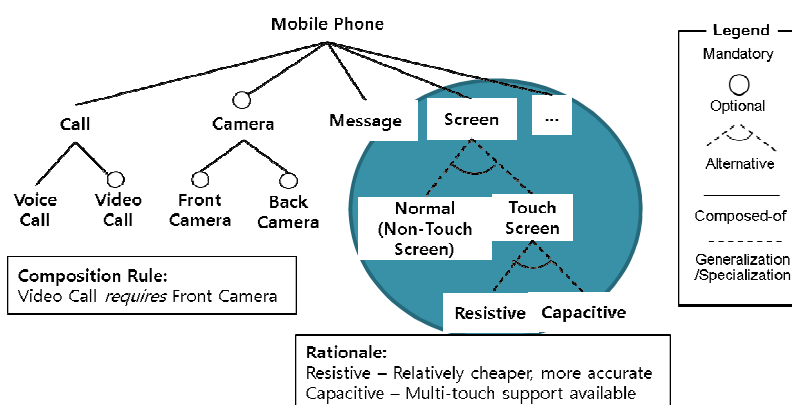 Mobile Phone
Call
Camera
Message
Screen
...
Voice
Call
Video
Call
Front
Camera
Back
Camera
Normal
(Non-Touch
Screen)
Touch
Screen
Resistive
Capacitive
Composition Rule:
Video Call requires Front Camera
Rationale:
Resistive – Relatively cheaper, more accurate
Capacitive – Multi-touch support available
Legend
Mandatory
Optional
Alternative
Composed-of
Generalization
/Specialization